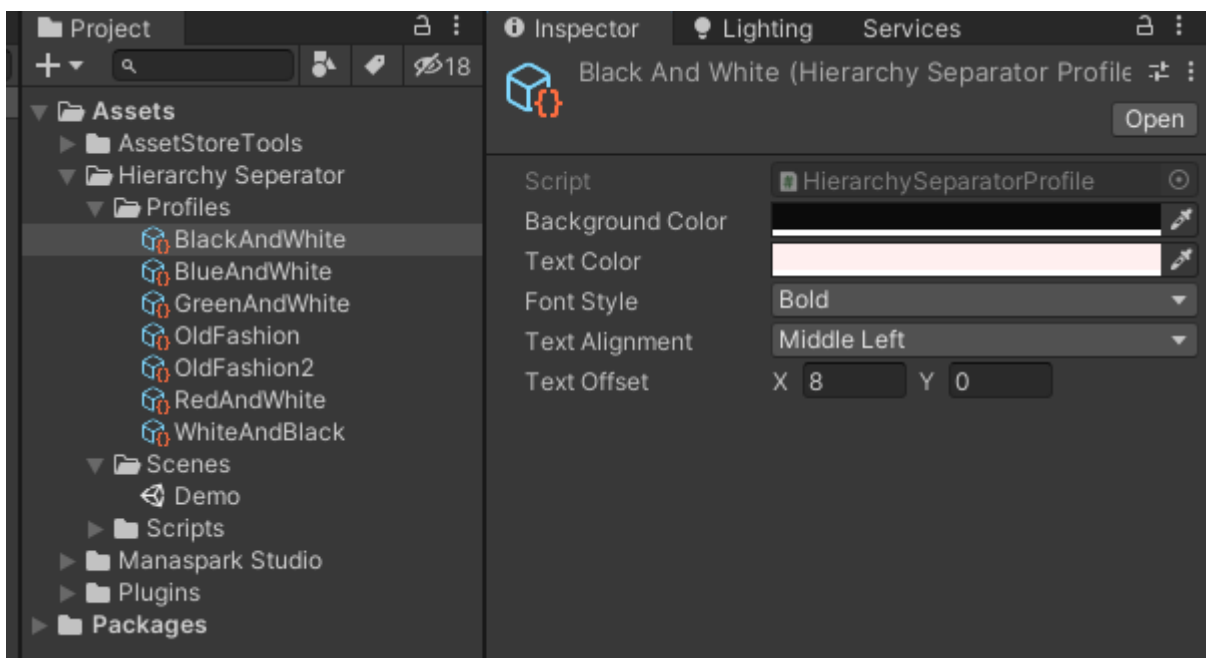 Project
18
Assets
AssetStoreTools
Hierarchy Seperator
Profiles
BlackAndWhite
BlueAndWhite
GreenAndWhite
OldFashion
OldFashion2
RedAndWhite
WhiteAndBlack
Scenes
Demo
Scripts
Manaspark Studio
Plugins
Packages
Inspector Lighting Services
Black And White (Hierarchy Separator Profile
Open
Script HierarchySeparatorProfile
Background Color
Text Color
Font Style Bold
Text Alignment Middle Left
Text Offset X 8 Y 0